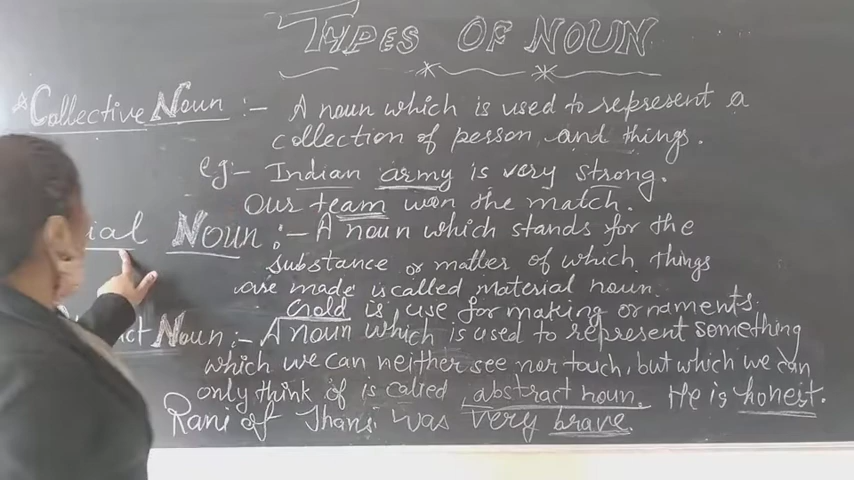 TYPES OF NOUN
Collective Noun :- A noun which is used to represent a
collection of person and things.
eg:- Indian army is very strong.
Our team won the match.
ial Noun :- A noun which stands for the
substance or matter of which things
are made is called material noun.
Gold is use for making ornaments.
ct Noun :- A noun which is used to represent something
which we can neither see nor touch, but which we can
only think of is called abstract noun. He is honest.
Rani of Jhansi was very brave.